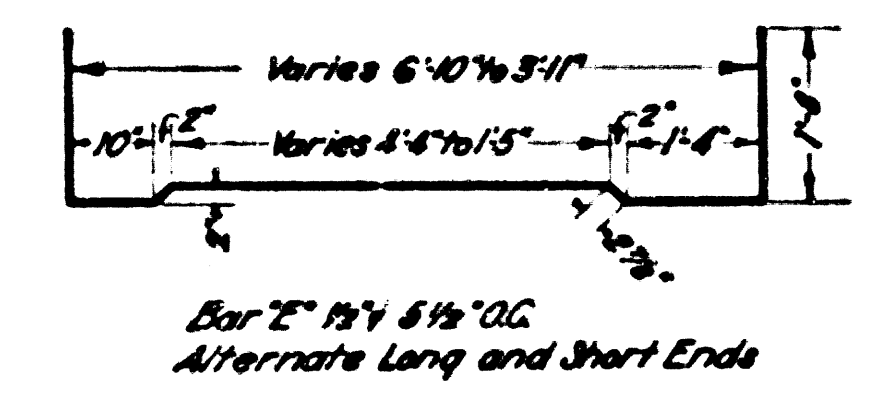 Varies 6'-10" to 3'-11"
10" 2" Varies 4'-4" to 1'-5" 2" 1'-4"
2"
Bar "E" ½"φ 5½" O.C.
Alternate Long and Short Ends